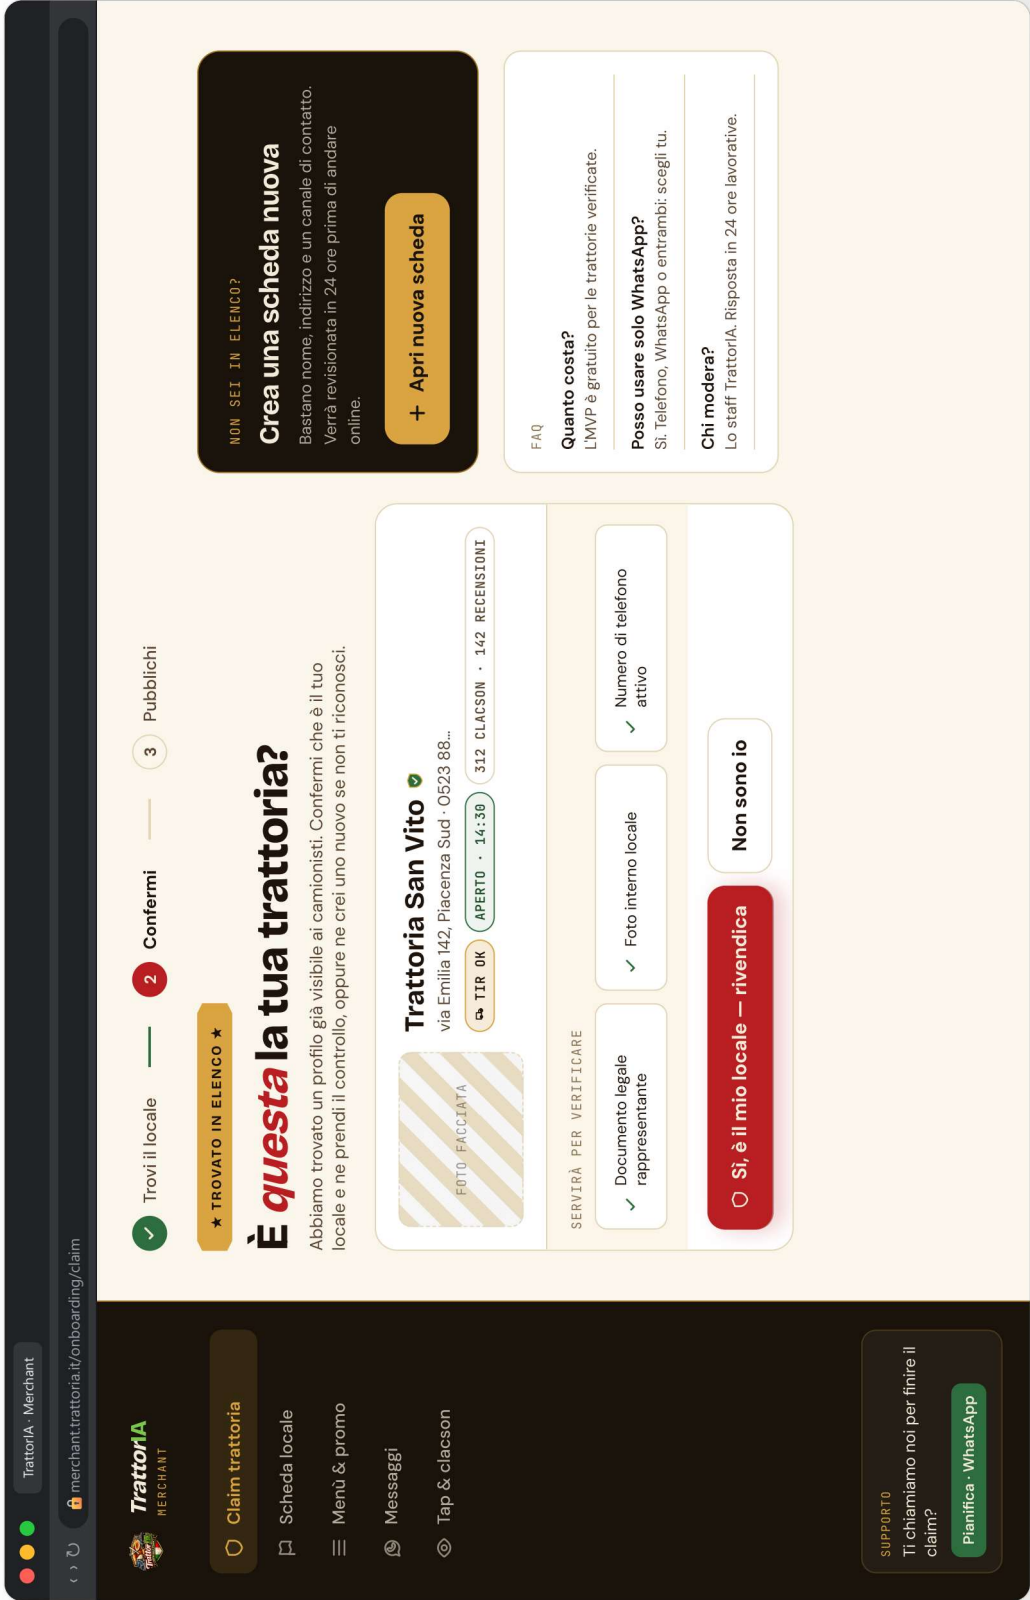 TrattorIA · Merchant
merchant.trattoria.it/onboarding/claim
TrattorIA
MERCHANT
Claim trattoria
Scheda locale
Menù & promo
Messaggi
Tap & clacson
SUPPORTO
Ti chiamiamo noi per finire il
claim?
Pianifica · WhatsApp
Trovi il locale
2 Confermi
3 Pubblichi
★ TROVATO IN ELENCO ★
È questa la tua trattoria?
Abbiamo trovato un profilo già visibile ai camionisti. Confermi che è il tuo
locale e ne prendi il controllo, oppure ne crei uno nuovo se non ti riconosci.
FOTO FACCIATA
Trattoria San Vito
via Emilia 142, Piacenza Sud · 0523 88…
TIR OK
APERTO · 14:30
312 CLACSON · 142 RECENSIONI
SERVIRÀ PER VERIFICARE
Documento legale
rappresentante
Foto interno locale
Numero di telefono
attivo
Sì, è il mio locale — rivendica
Non sono io
NON SEI IN ELENCO?
Crea una scheda nuova
Bastano nome, indirizzo e un canale di contatto.
Verrà revisionata in 24 ore prima di andare
online.
+ Apri nuova scheda
FAQ
Quanto costa?
L'MVP è gratuito per le trattorie verificate.
Posso usare solo WhatsApp?
Sì. Telefono, WhatsApp o entrambi: scegli tu.
Chi modera?
Lo staff TrattorIA. Risposta in 24 ore lavorative.